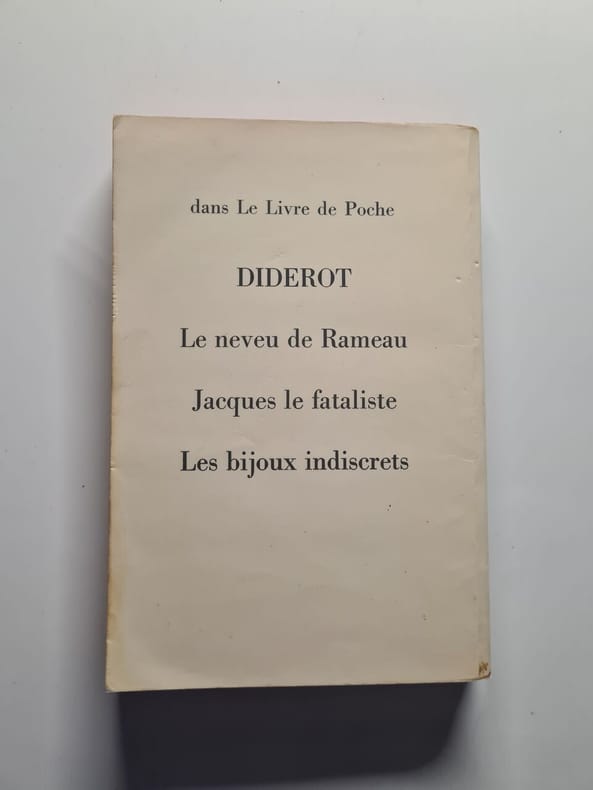 dans Le Livre de Poche
DIDEROT
Le neveu de Rameau
Jacques le fataliste
Les bijoux indiscrets